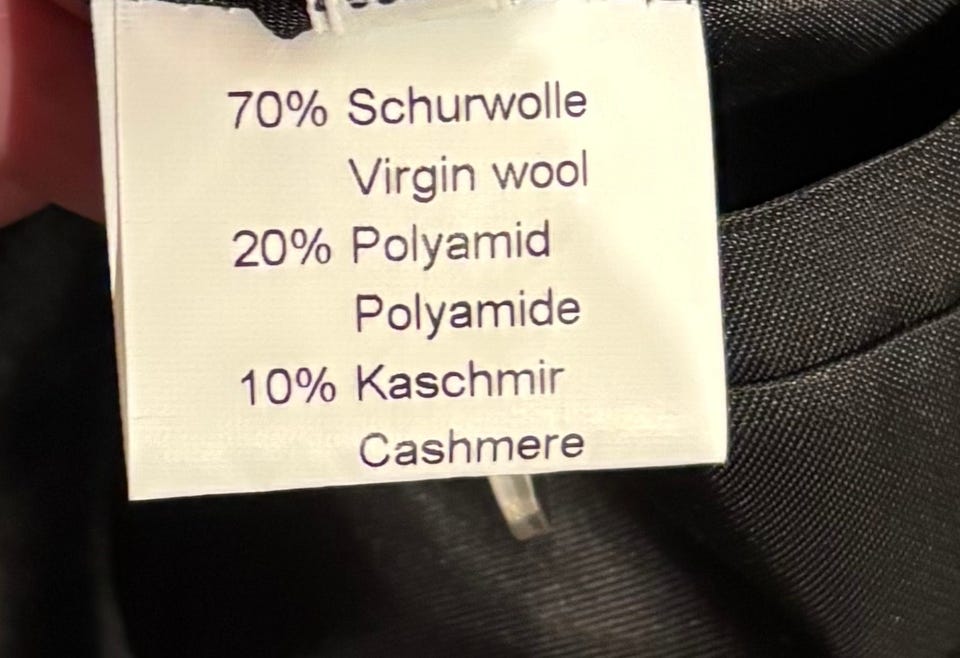 70% Schurwolle
Virgin wool
20% Polyamid
Polyamide
10% Kaschmir
Cashmere